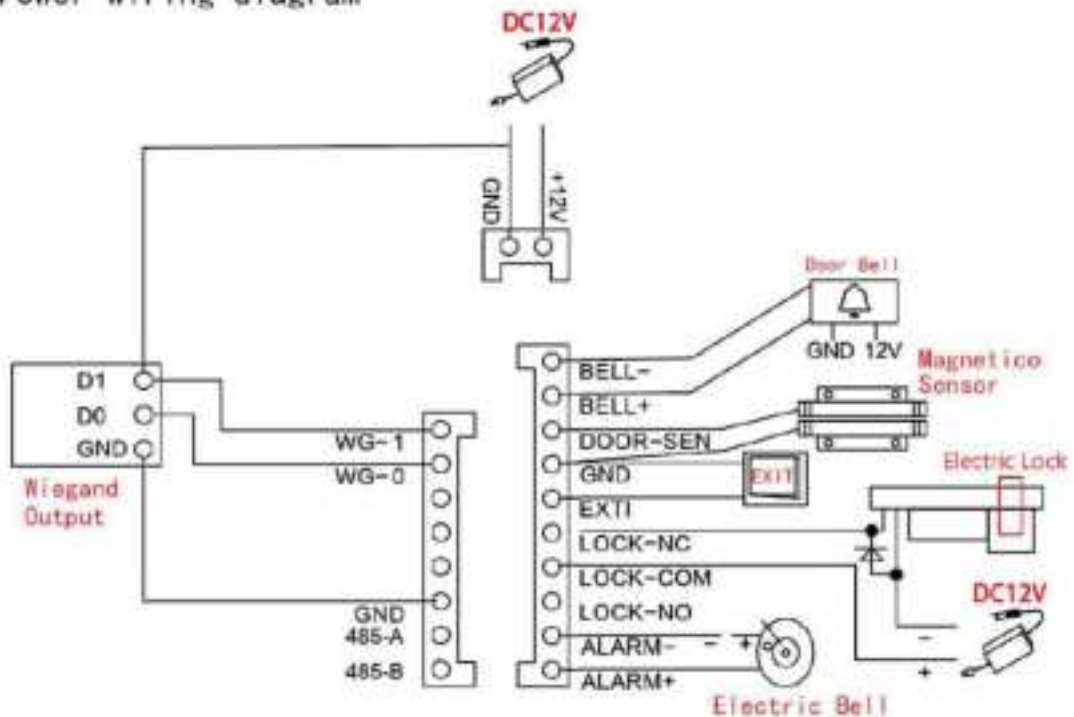 Power wiring diagram
DC12V
GND
+12V
Door Bell
GND 12V
Magnetico
Sensor
D1
D0
GND
Wiegand
Output
WG-1
WG-0
GND
485-A
485-B
BELL-
BELL+
DOOR-SEN
GND
EXTI
LOCK-NC
LOCK-COM
LOCK-NO
ALARM-
ALARM+
EXIT
Electric Lock
DC12V
-
+
- +
Electric Bell